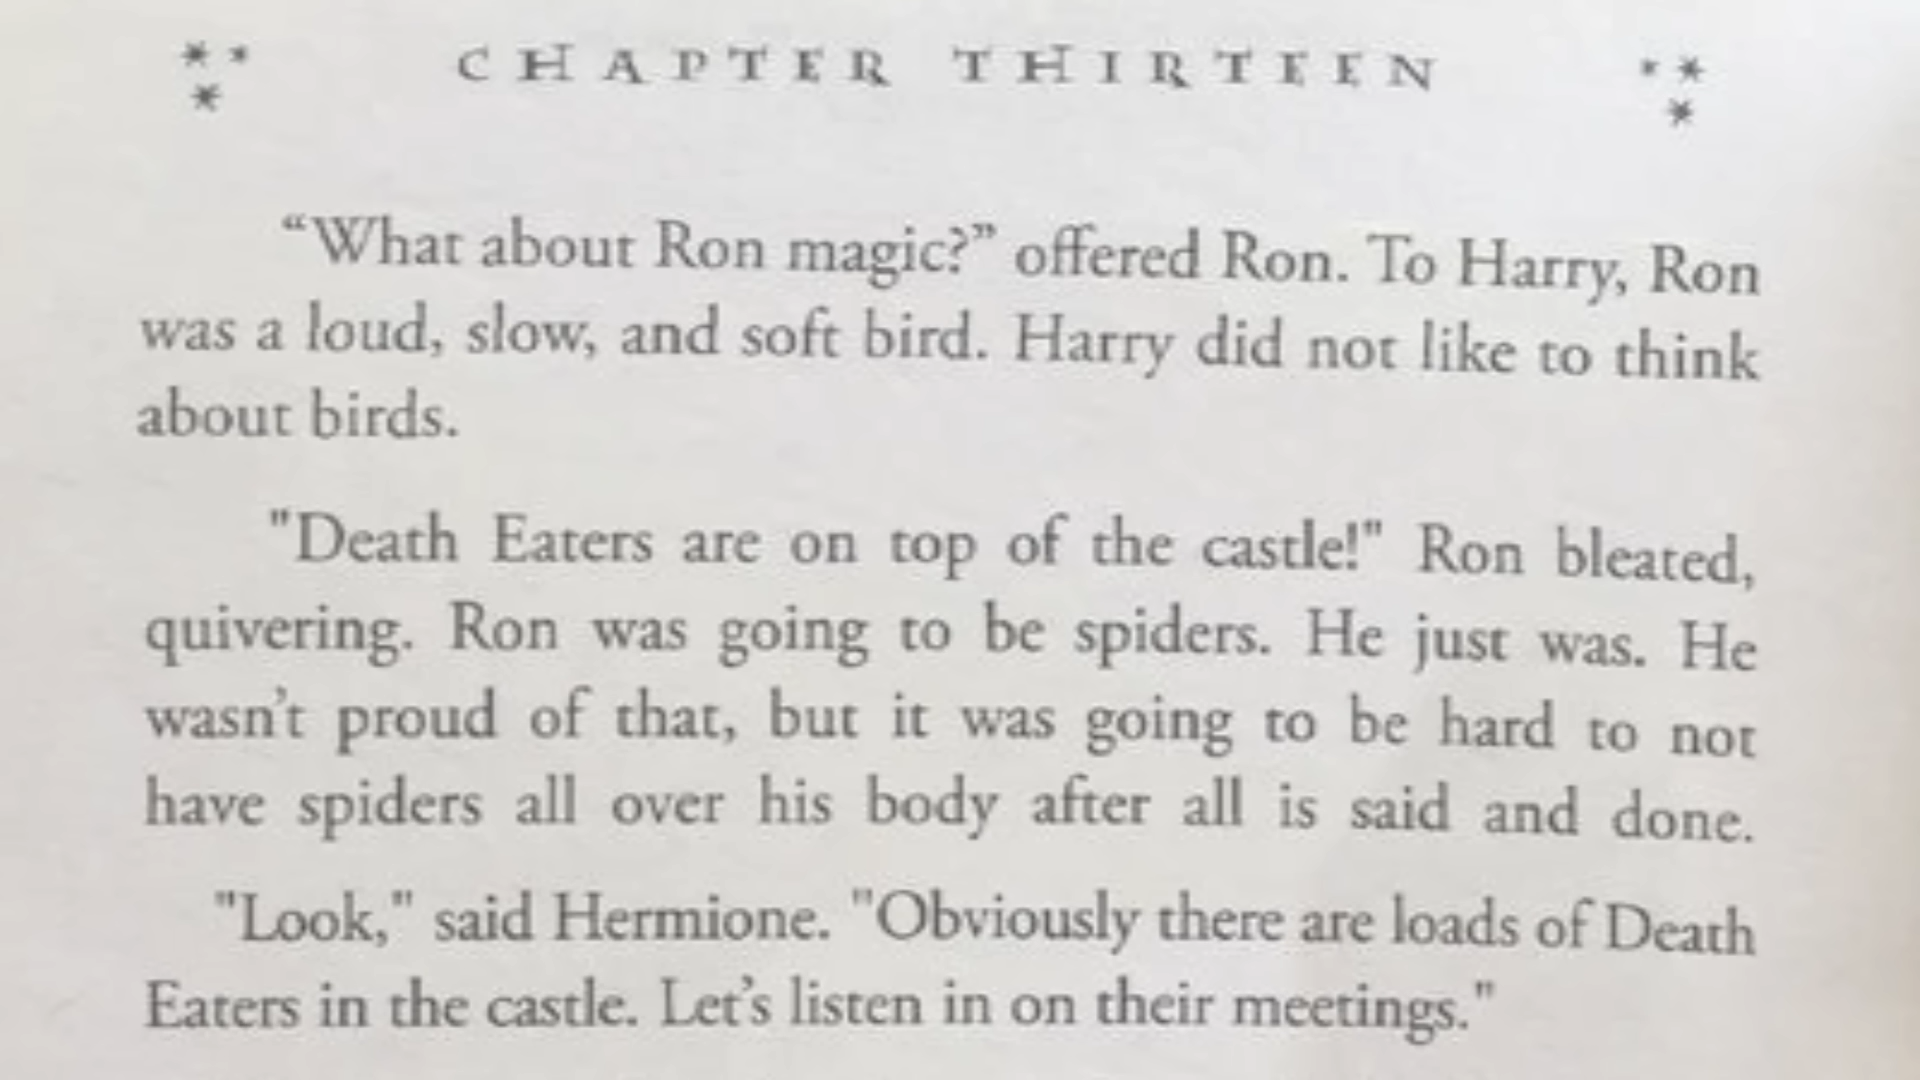 CHAPTER THIRTEEN
“What about Ron magic?” offered Ron. To Harry, Ron
was a loud, slow, and soft bird. Harry did not like to think
about birds.
"Death Eaters are on top of the castle!" Ron bleated,
quivering. Ron was going to be spiders. He just was. He
wasn’t proud of that, but it was going to be hard to not
have spiders all over his body after all is said and done.
"Look," said Hermione. "Obviously there are loads of Death
Eaters in the castle. Let’s listen in on their meetings."